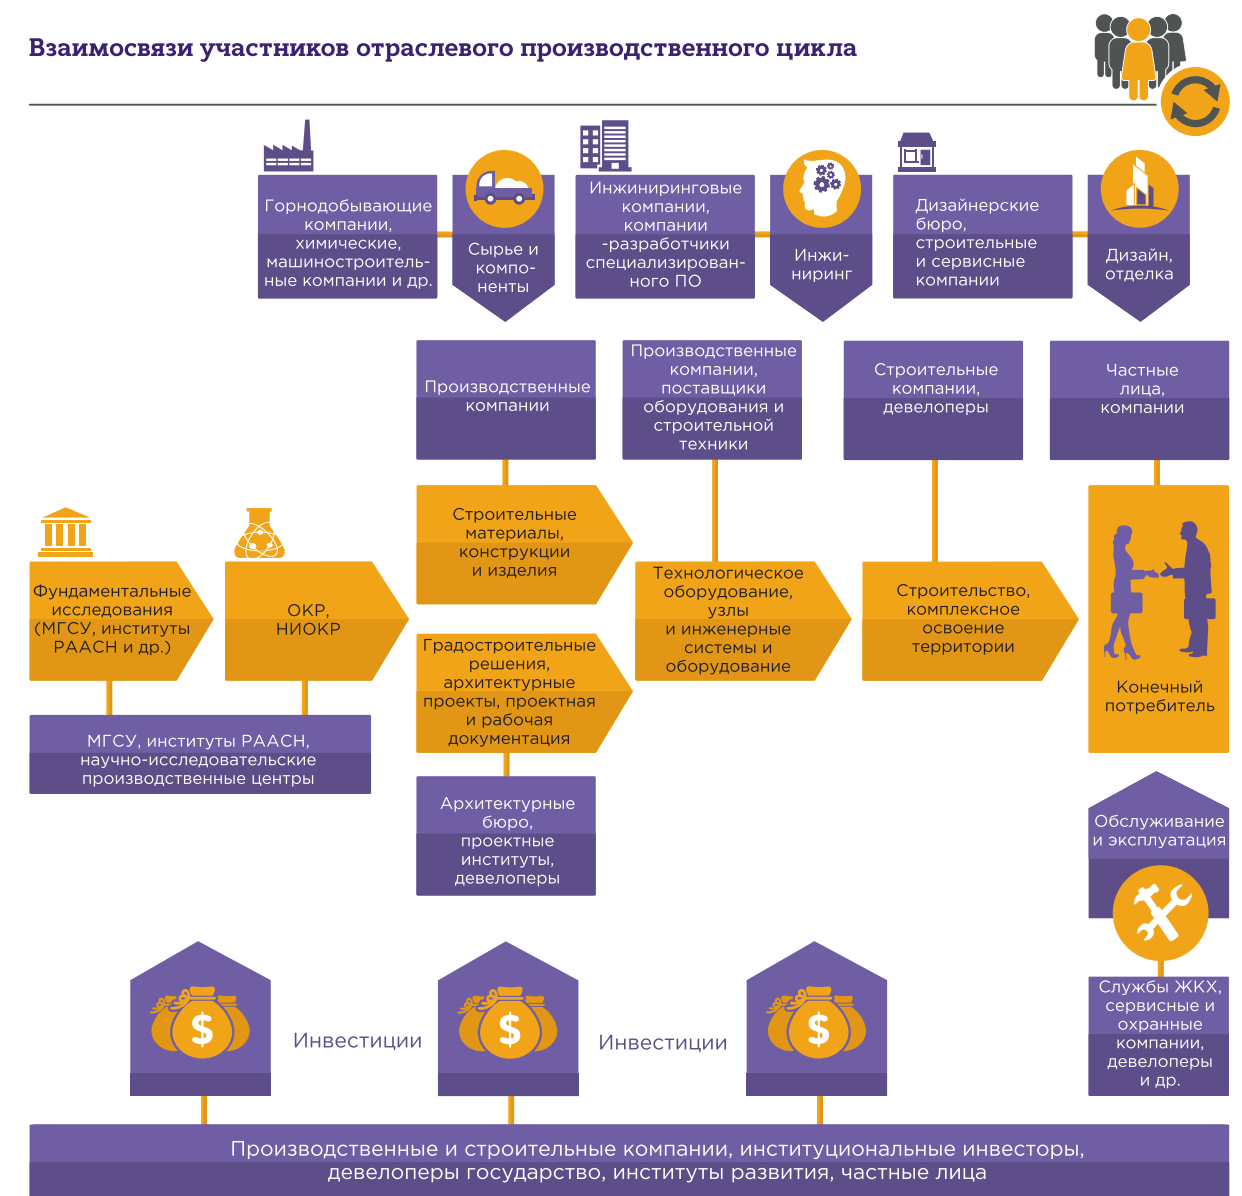 Взаимосвязи участников отраслевого производственного цикла
Горнодобывающие
компании,
химические,
машиностроитель-
ные компании и др.
Сырье и
компо-
ненты
Инжиниринговые
компании,
компании
-разработчики
специализирован-
ного ПО
Инжи-
ниринг
Дизайнерские
бюро,
строительные
и сервисные
компании
Дизайн,
отделка
Производственные
компании
Производственные
компании,
поставщики
оборудования и
строительной
техники
Строительные
компании,
девелоперы
Частные
лица,
компании
Фундаментальные
исследования
(МГСУ, институты
РААСН и др.)
ОКР,
НИОКР
Строительные
материалы,
конструкции
и изделия
Градостроительные
решения,
архитектурные
проекты, проектная
и рабочая
документация
Технологическое
оборудование,
узлы
и инженерные
системы и
оборудование
Строительство,
комплексное
освоение
территории
Конечный
потребитель
МГСУ, институты РААСН,
научно-исследовательские
производственные центры
Архитектурные
бюро,
проектные
институты,
девелоперы
Обслуживание
и эксплуатация
Службы ЖКХ,
сервисные и
охранные
компании,
девелоперы
и др.
$
Инвестиции
$
Инвестиции
$
Производственные и строительные компании, институциональные инвесторы,
девелоперы государство, институты развития, частные лица